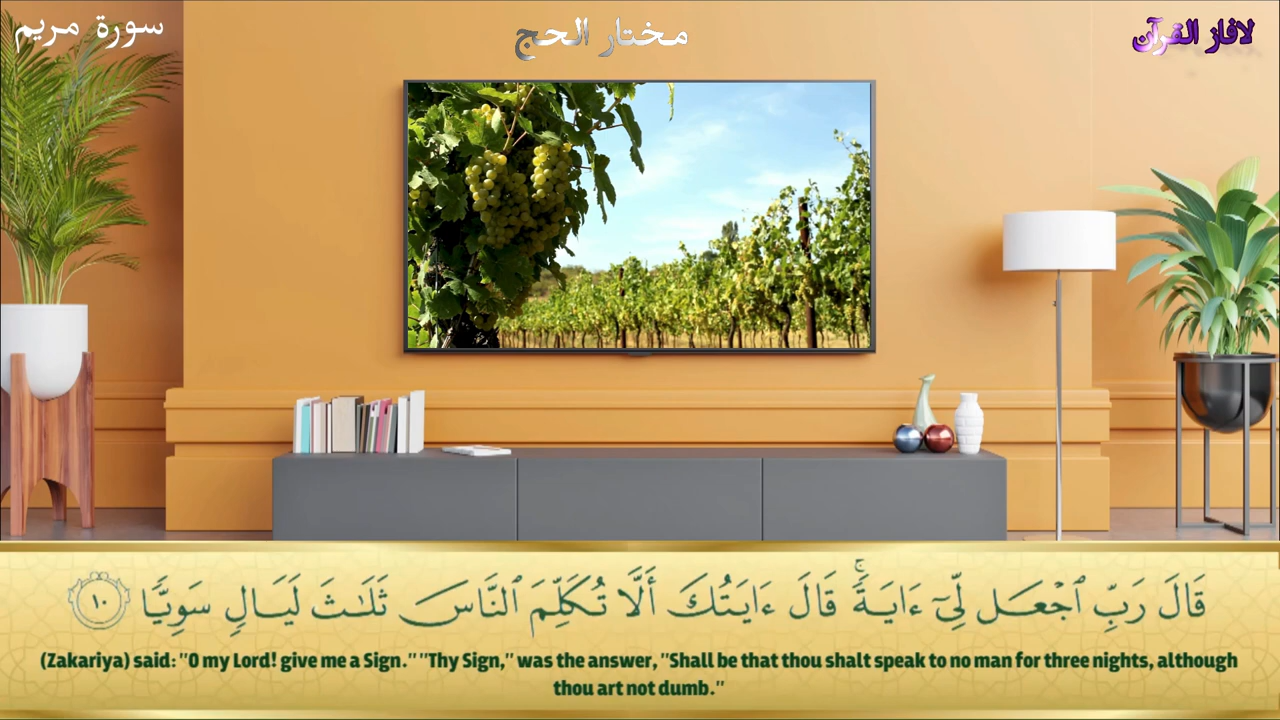 سورة مريم
مختار الحج
لافاز القرآن
قَالَ رَبِّ ٱجْعَل لِّىٓ ءَايَةً ۚ قَالَ ءَايَتُكَ أَلَّا تُكَلِّمَ ٱلنَّاسَ ثَلَـٰثَ لَيَالٍ سَوِيًّا ١٠
(Zakariya) said: "O my Lord! give me a Sign." "Thy Sign," was the answer, "Shall be that thou shalt speak to no man for three nights, although
thou art not dumb."